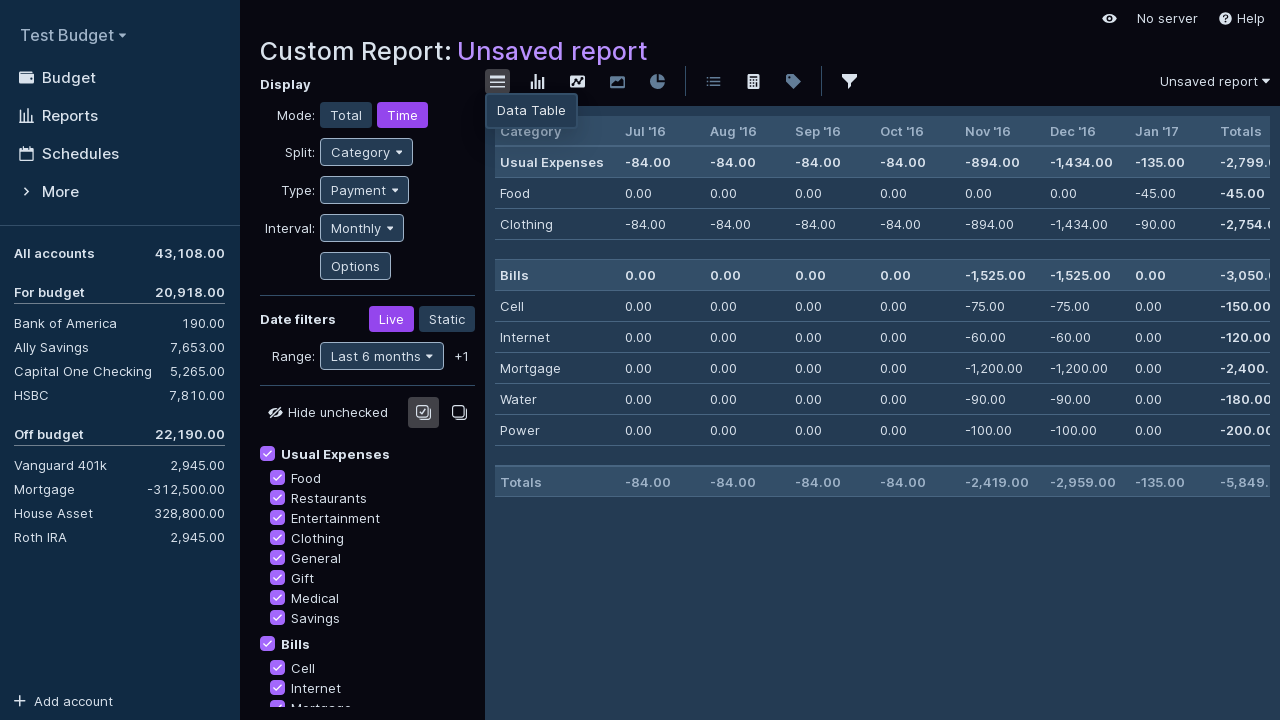 Test Budget
Budget
Reports
Schedules
More
All accounts 43,108.00
For budget 20,918.00
Bank of America 190.00
Ally Savings 7,653.00
Capital One Checking 5,265.00
HSBC 7,810.00
Off budget 22,190.00
Vanguard 401k 2,945.00
Mortgage -312,500.00
House Asset 328,800.00
Roth IRA 2,945.00
Add account
No server Help
Custom Report: Unsaved report
Display
Mode: Total Time
Split: Category
Type: Payment
Interval: Monthly
Options
Date filters Live Static
Range: Last 6 months +1
Hide unchecked
Usual Expenses
Food
Restaurants
Entertainment
Clothing
General
Gift
Medical
Savings
Bills
Cell
Internet
Mortgage
Unsaved report
Data Table
Category Jul '16 Aug '16 Sep '16 Oct '16 Nov '16 Dec '16 Jan '17 Totals
Usual Expenses -84.00 -84.00 -84.00 -84.00 -894.00 -1,434.00 -135.00 -2,799.0
Food 0.00 0.00 0.00 0.00 0.00 0.00 -45.00 -45.00
Clothing -84.00 -84.00 -84.00 -84.00 -894.00 -1,434.00 -90.00 -2,754.0
Bills 0.00 0.00 0.00 0.00 -1,525.00 -1,525.00 0.00 -3,050.0
Cell 0.00 0.00 0.00 0.00 -75.00 -75.00 0.00 -150.00
Internet 0.00 0.00 0.00 0.00 -60.00 -60.00 0.00 -120.00
Mortgage 0.00 0.00 0.00 0.00 -1,200.00 -1,200.00 0.00 -2,400.
Water 0.00 0.00 0.00 0.00 -90.00 -90.00 0.00 -180.00
Power 0.00 0.00 0.00 0.00 -100.00 -100.00 0.00 -200.00
Totals -84.00 -84.00 -84.00 -84.00 -2,419.00 -2,959.00 -135.00 -5,849.